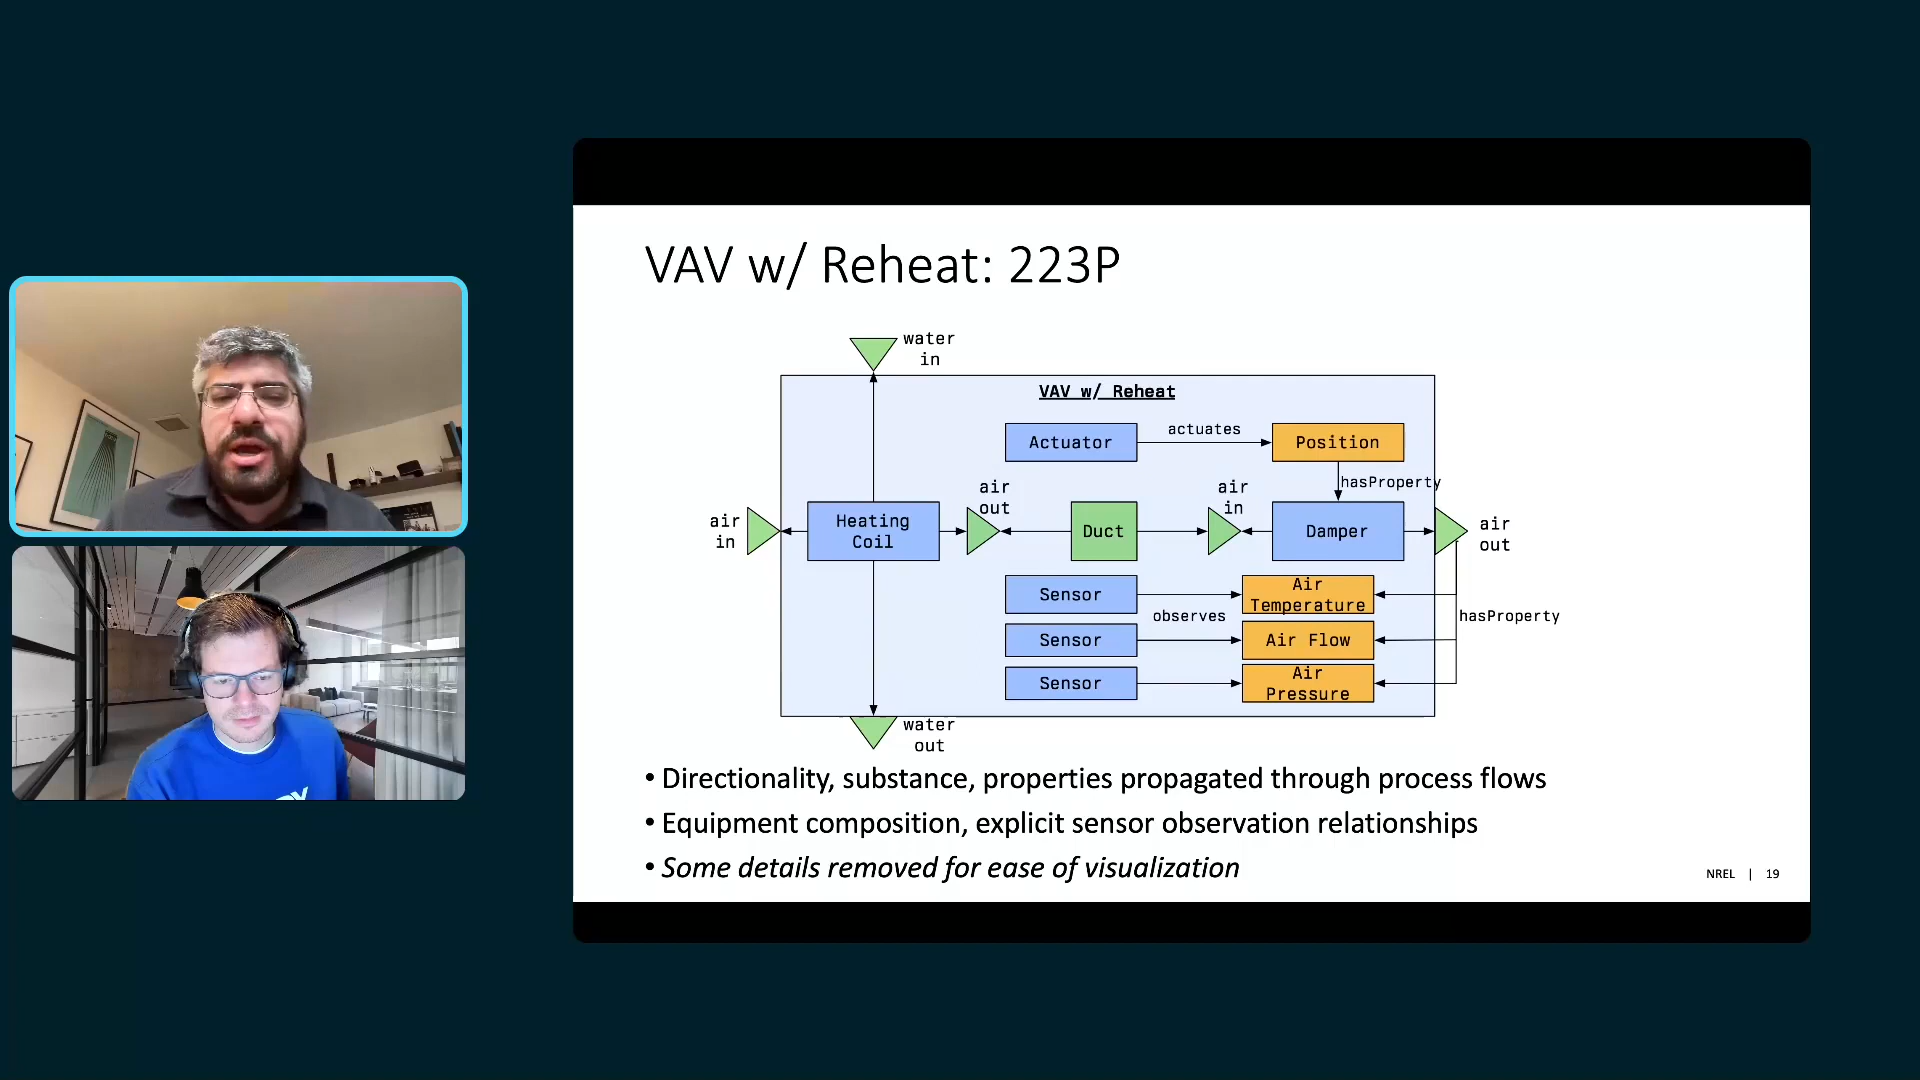 VAV w/ Reheat: 223P
water
in
VAV w/ Reheat
Actuator
actuates
Position
hasProperty
air
in
Heating
Coil
air
out
Duct
air
in
Damper
air
out
Sensor
observes
Air
Temperature
Sensor
Air Flow
hasProperty
Sensor
Air
Pressure
water
out
• Directionality, substance, properties propagated through process flows
• Equipment composition, explicit sensor observation relationships
• Some details removed for ease of visualization
NREL | 19